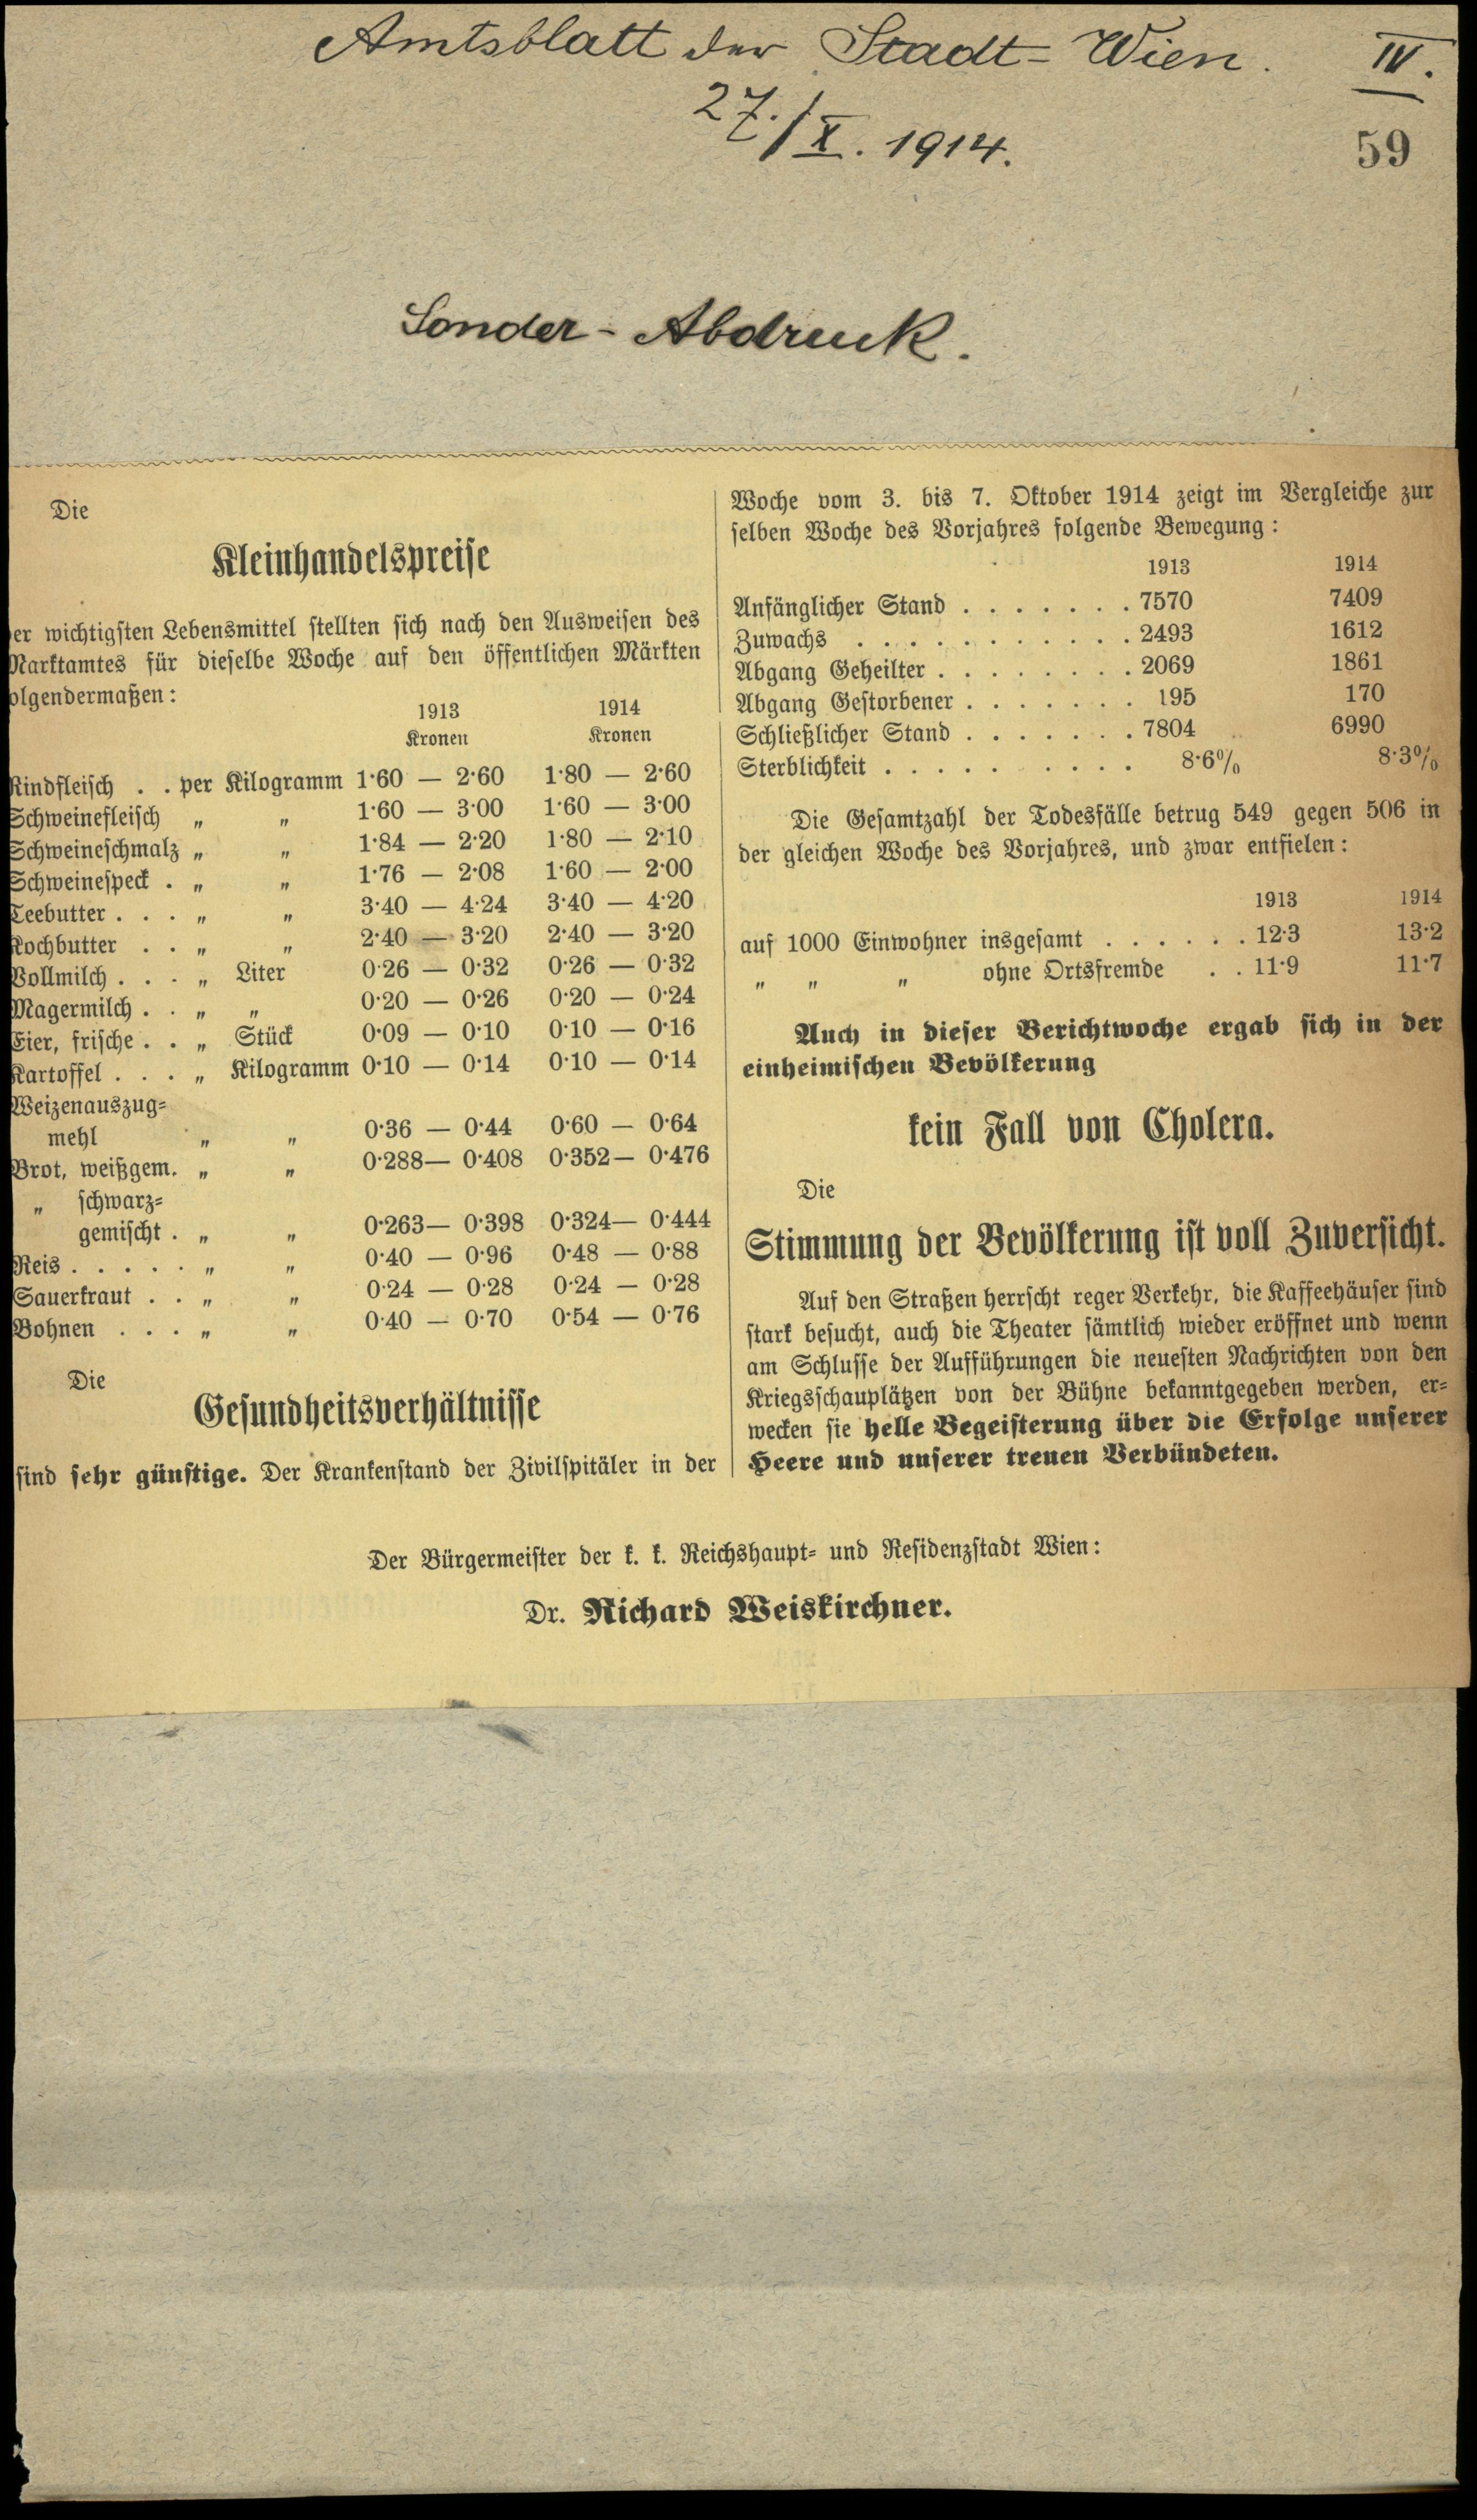 Amtsblatt der Stadt-Wien. IV.
27./X. 1914.
59
Sonder-Abdruck.
Die
Kleinhandelspreise
er wichtigsten Lebensmittel stellten sich nach den Ausweisen des
Marktamtes für dieselbe Woche auf den öffentlichen Märkten
olgendermaßen:
1913 1914
Kronen Kronen
Rindfleisch . . per Kilogramm 1·60 — 2·60 1·80 — 2·60
Schweinefleisch „ „ 1·60 — 3·00 1·60 — 3·00
Schweineschmalz „ „ 1·84 — 2·20 1·80 — 2·10
Schweinespeck . „ „ 1·76 — 2·08 1·60 — 2·00
Teebutter . . . „ „ 3·40 — 4·24 3·40 — 4·20
Kochbutter . . „ „ 2·40 — 3·20 2·40 — 3·20
Vollmilch . . . „ Liter 0·26 — 0·32 0·26 — 0·32
Magermilch . . „ „ 0·20 — 0·26 0·20 — 0·24
Eier, frische . . „ Stück 0·09 — 0·10 0·10 — 0·16
Kartoffel . . . „ Kilogramm 0·10 — 0·14 0·10 — 0·14
Weizenauszug-
mehl „ „ 0·36 — 0·44 0·60 — 0·64
Brot, weißgem. „ „ 0·288— 0·408 0·352— 0·476
„ schwarz-
gemischt . „ „ 0·263— 0·398 0·324— 0·444
Reis . . . . . „ „ 0·40 — 0·96 0·48 — 0·88
Sauerkraut . . „ „ 0·24 — 0·28 0·24 — 0·28
Bohnen . . . „ „ 0·40 — 0·70 0·54 — 0·76
Die
Gesundheitsverhältnisse
sind sehr günstige. Der Krankenstand der Zivilspitäler in der
Woche vom 3. bis 7. Oktober 1914 zeigt im Vergleiche zur
selben Woche des Vorjahres folgende Bewegung:
1913 1914
Anfänglicher Stand . . . . . . . 7570 7409
Zuwachs . . . . . . . . . . . 2493 1612
Abgang Geheilter . . . . . . . . 2069 1861
Abgang Gestorbener . . . . . . . 195 170
Schließlicher Stand . . . . . . . 7804 6990
Sterblichkeit . . . . . . . . . . 8·6% 8·3%
Die Gesamtzahl der Todesfälle betrug 549 gegen 506 in
der gleichen Woche des Vorjahres, und zwar entfielen:
1913 1914
auf 1000 Einwohner insgesamt . . . . . . 12·3 13·2
„ „ „ ohne Ortsfremde . . 11·9 11·7
Auch in dieser Berichtwoche ergab sich in der
einheimischen Bevölkerung
kein Fall von Cholera.
Die
Stimmung der Bevölkerung ist voll Zuversicht.
Auf den Straßen herrscht reger Verkehr, die Kaffeehäuser sind
stark besucht, auch die Theater sämtlich wieder eröffnet und wenn
am Schlusse der Aufführungen die neuesten Nachrichten von den
Kriegsschauplätzen von der Bühne bekanntgegeben werden, er-
wecken sie helle Begeisterung über die Erfolge unserer
Heere und unserer treuen Verbündeten.
Der Bürgermeister der k. k. Reichshaupt- und Residenzstadt Wien:
Dr. Richard Weiskirchner.